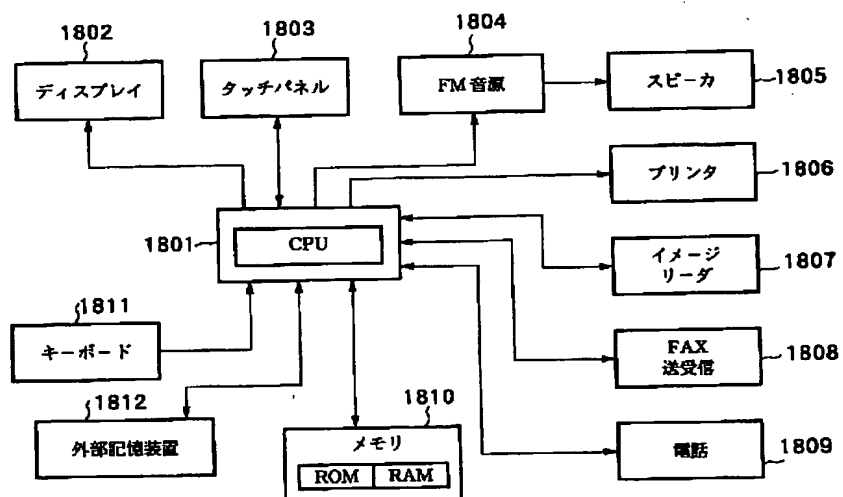 1802
1803
1804
ディスプレイ
タッチパネル
FM音源
スピーカ
1805
プリンタ
1806
1801
CPU
イメージ
リーダ
1807
1811
キーボード
FAX
送受信
1808
1812
外部記憶装置
1810
メモリ
ROM
RAM
電話
1809